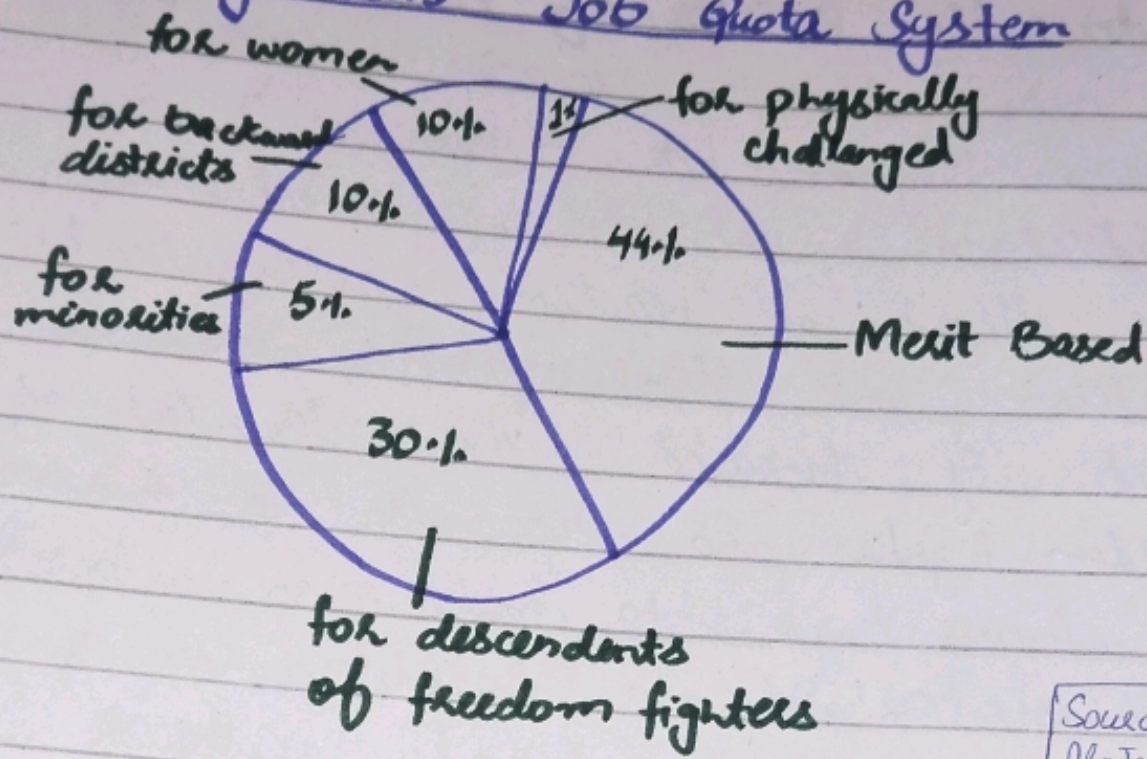 Job Quota System
for women
10%
1%
for physically
challanged
for backward
districts
10%
44%
for
minorities
5%
Merit Based
30%
for descendents
of freedom fighters